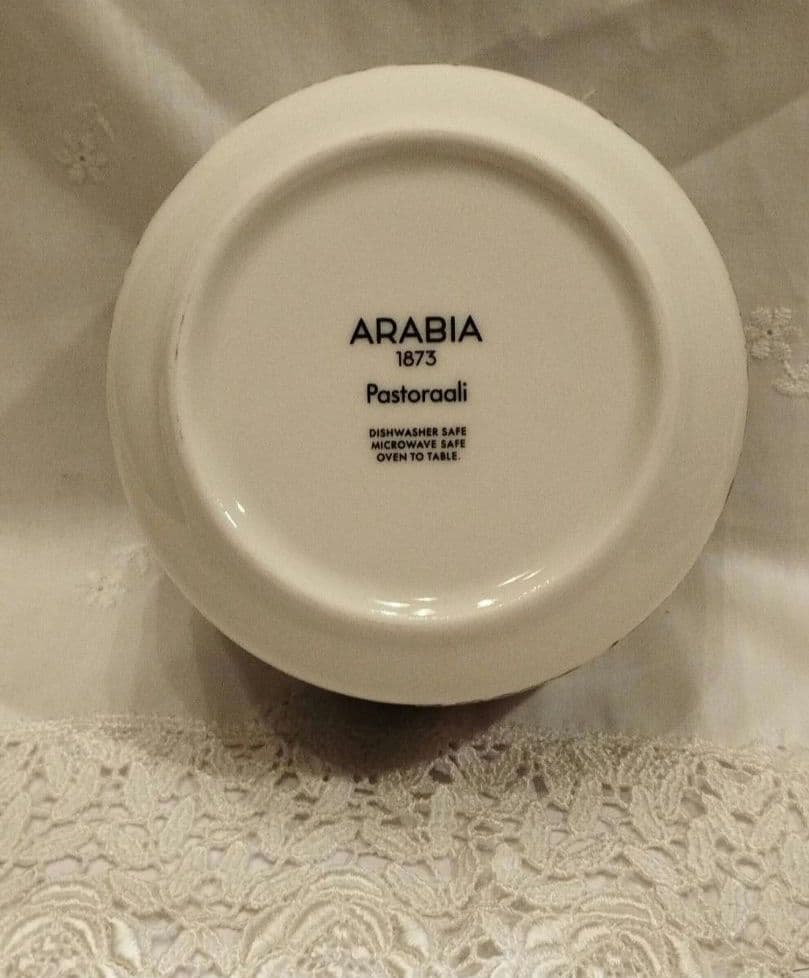 ARABIA
1873
Pastoraali
DISHWASHER SAFE
MICROWAVE SAFE
OVEN TO TABLE.